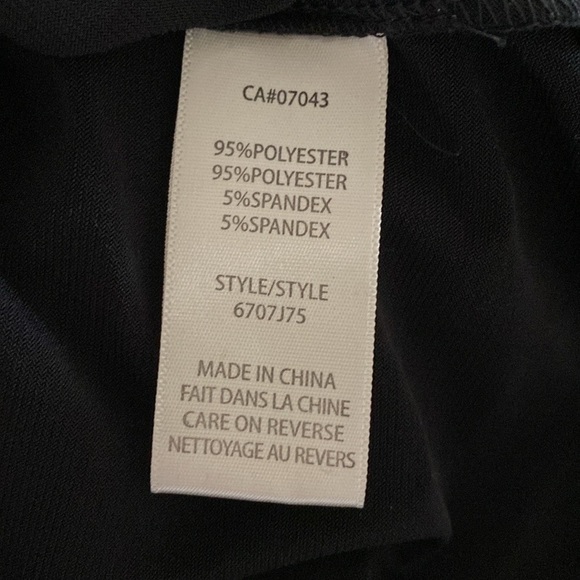 CA#07043
95%POLYESTER
95%POLYESTER
5%SPANDEX
5%SPANDEX
STYLE/STYLE
6707J75
MADE IN CHINA
FAIT DANS LA CHINE
CARE ON REVERSE
NETTOYAGE AU REVERS